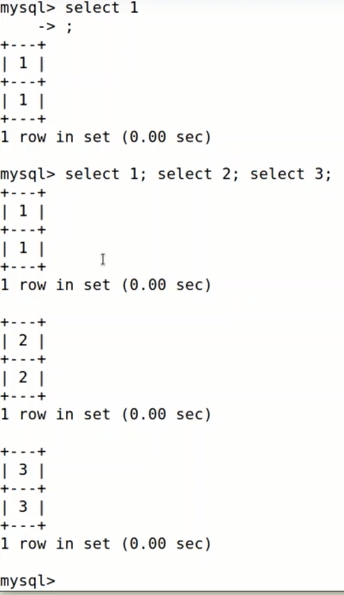 mysql> select 1
    -> ;
+---+
| 1 |
+---+
| 1 |
+---+
1 row in set (0.00 sec)

mysql> select 1; select 2; select 3;
+---+
| 1 |
+---+
| 1 |
+---+
1 row in set (0.00 sec)

+---+
| 2 |
+---+
| 2 |
+---+
1 row in set (0.00 sec)

+---+
| 3 |
+---+
| 3 |
+---+
1 row in set (0.00 sec)

mysql>